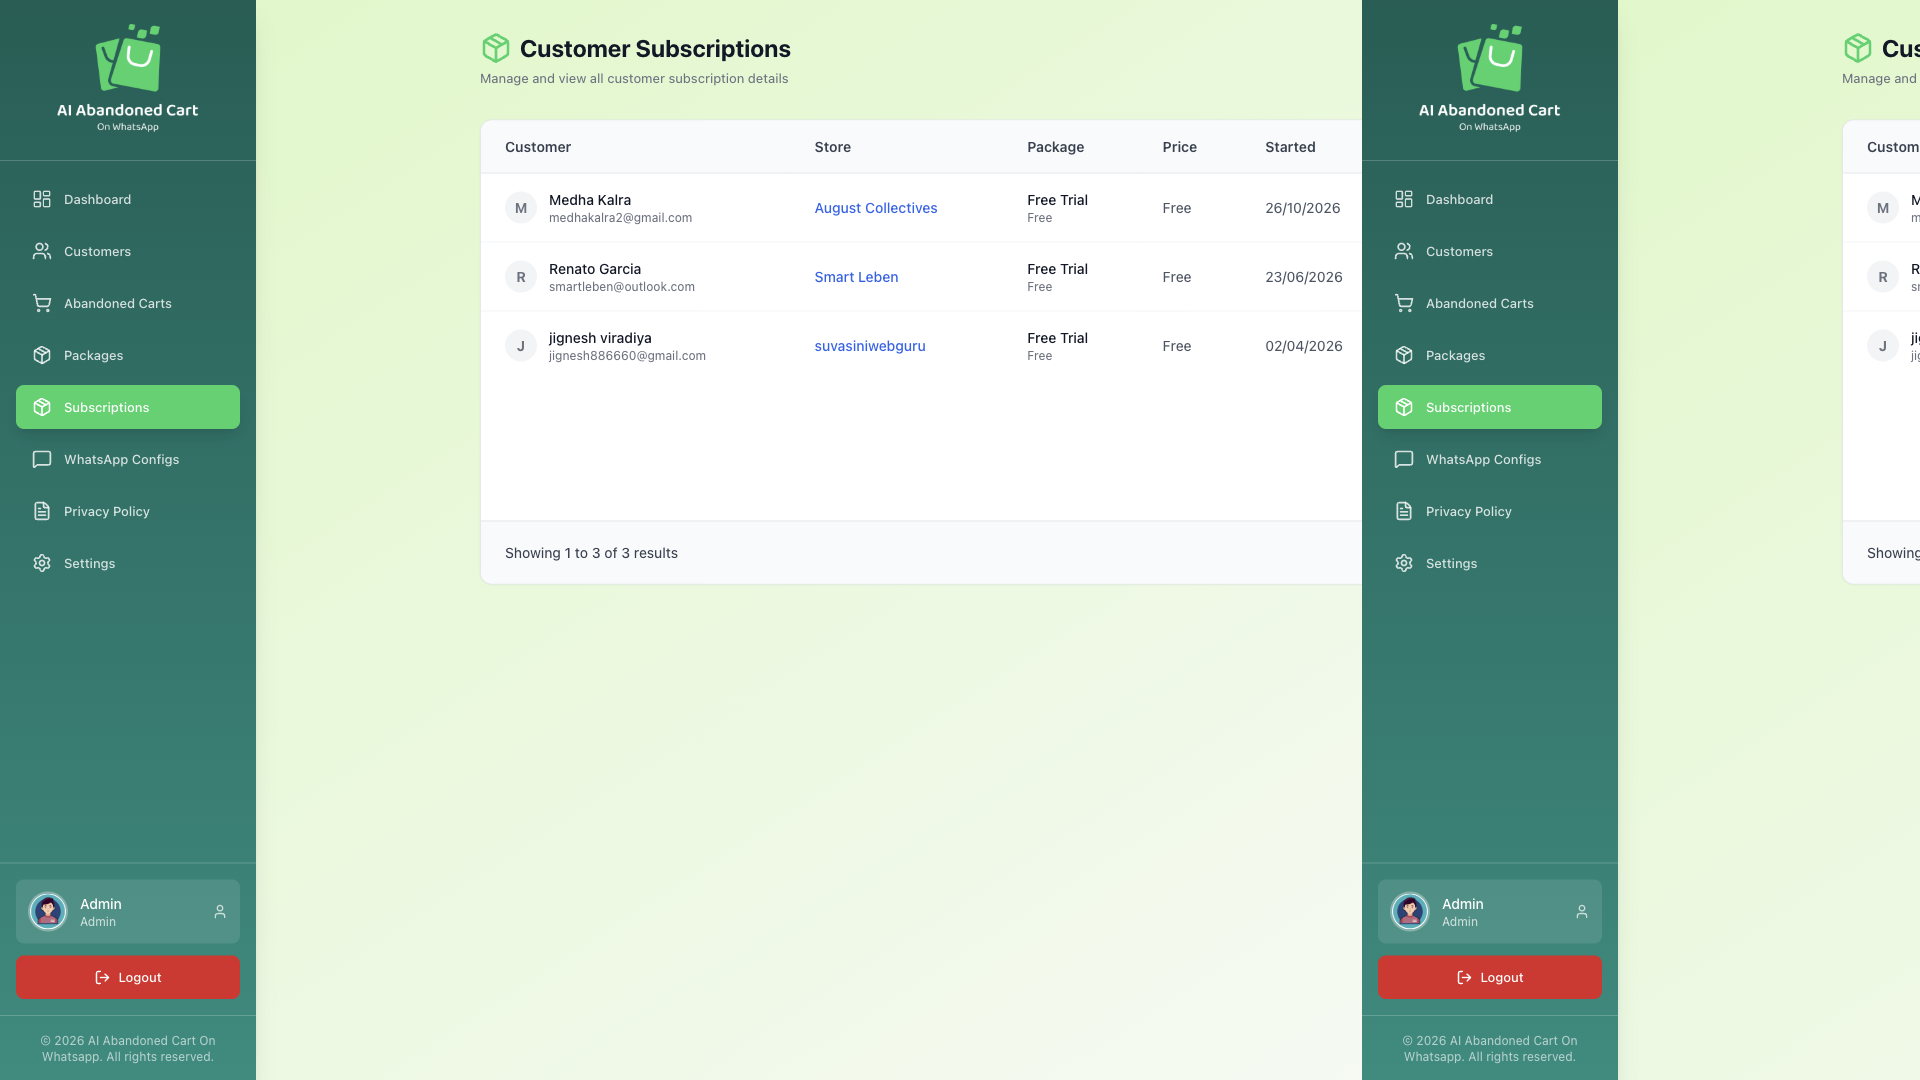 AI Abandoned Cart
On WhatsApp
Dashboard
Customers
Abandoned Carts
Packages
Subscriptions
WhatsApp Configs
Privacy Policy
Settings
Admin
Admin
Logout
© 2026 AI Abandoned Cart On
Whatsapp. All rights reserved.
Customer Subscriptions
Manage and view all customer subscription details
Customer Store Package Price Started
M Medha Kalra August Collectives Free Trial Free 26/10/2026
medhakalra2@gmail.com Free
R Renato Garcia Smart Leben Free Trial Free 23/06/2026
smartleben@outlook.com Free
J jignesh viradiya suvasiniwebguru Free Trial Free 02/04/2026
jignesh886660@gmail.com Free
Showing 1 to 3 of 3 results
AI Abandoned Cart
On WhatsApp
Dashboard
Customers
Abandoned Carts
Packages
Subscriptions
WhatsApp Configs
Privacy Policy
Settings
Admin
Admin
Logout
© 2026 AI Abandoned Cart On
Whatsapp. All rights reserved.
Manage and
M
R
J
Showing